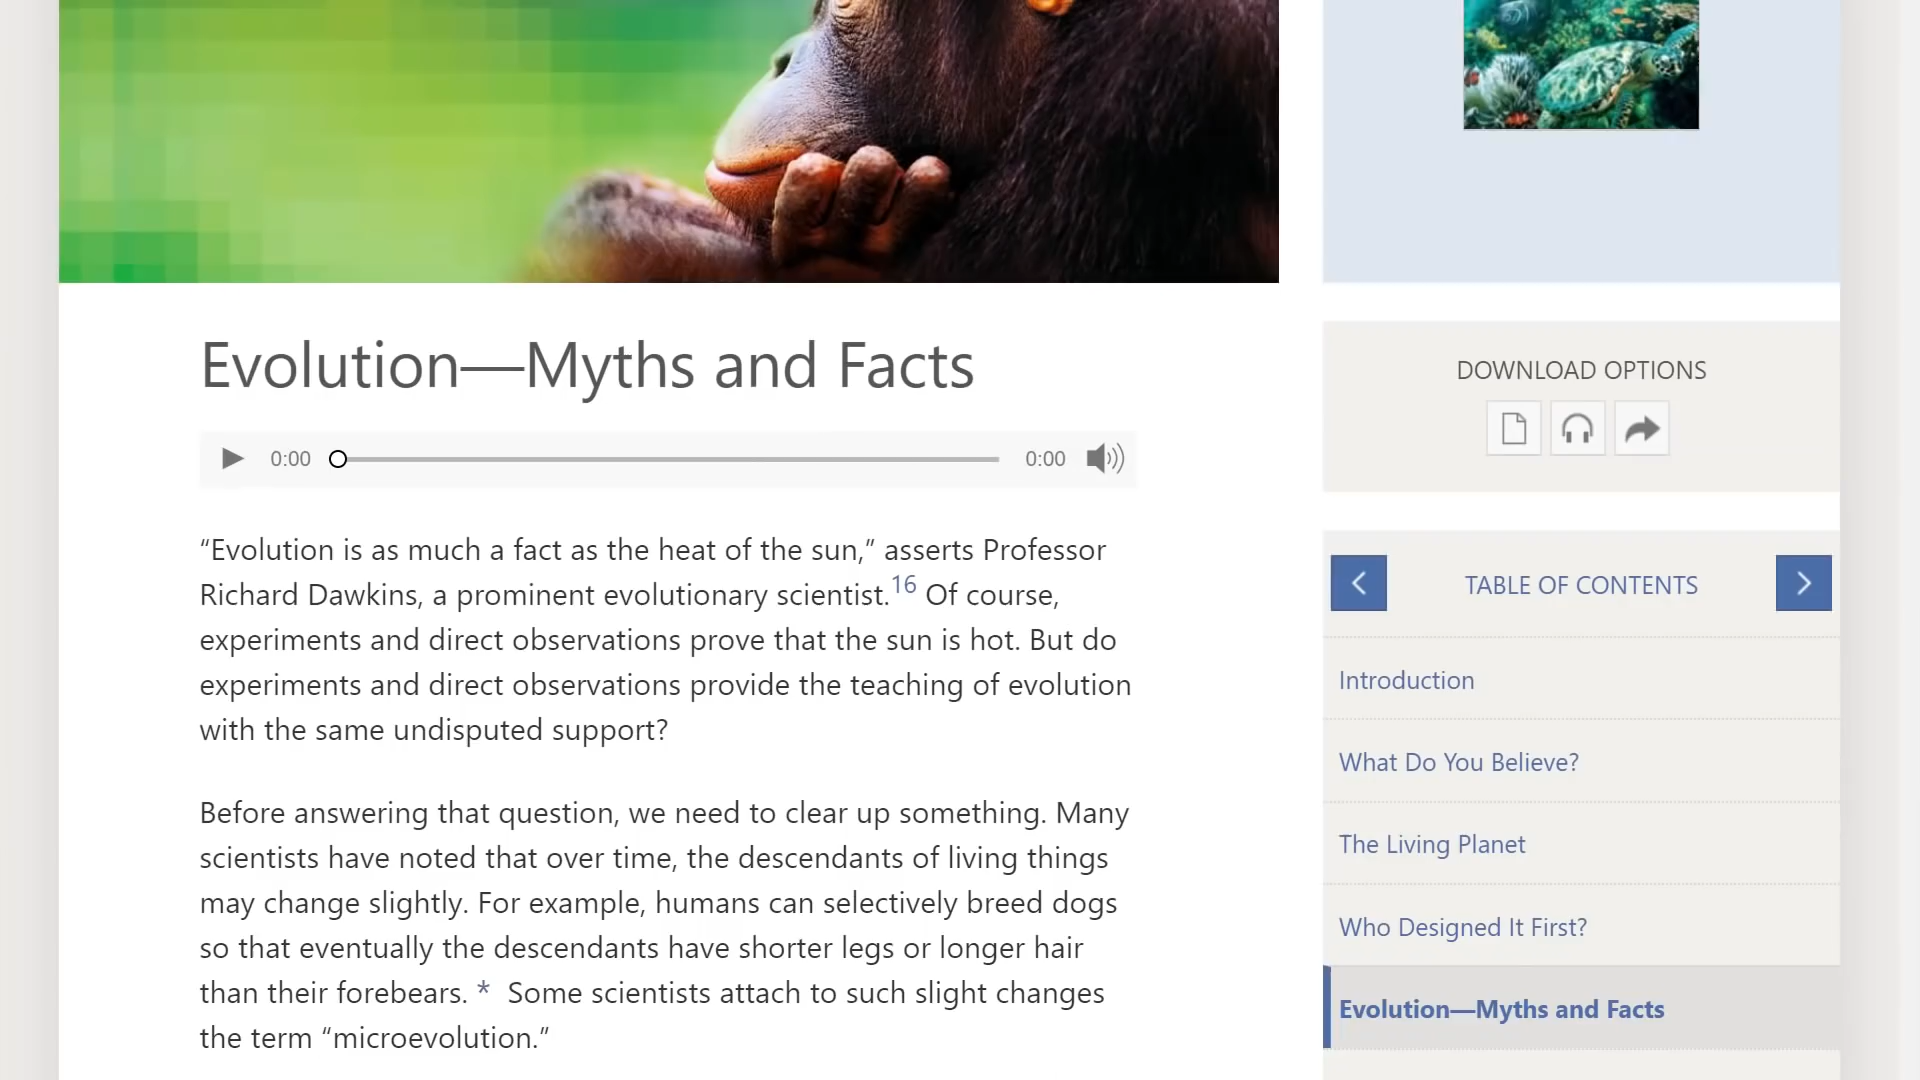 Evolution—Myths and Facts
0:00
0:00
“Evolution is as much a fact as the heat of the sun,” asserts Professor
Richard Dawkins, a prominent evolutionary scientist.16 Of course,
experiments and direct observations prove that the sun is hot. But do
experiments and direct observations provide the teaching of evolution
with the same undisputed support?
Before answering that question, we need to clear up something. Many
scientists have noted that over time, the descendants of living things
may change slightly. For example, humans can selectively breed dogs
so that eventually the descendants have shorter legs or longer hair
than their forebears. * Some scientists attach to such slight changes
the term “microevolution.”
DOWNLOAD OPTIONS
TABLE OF CONTENTS
Introduction
What Do You Believe?
The Living Planet
Who Designed It First?
Evolution—Myths and Facts